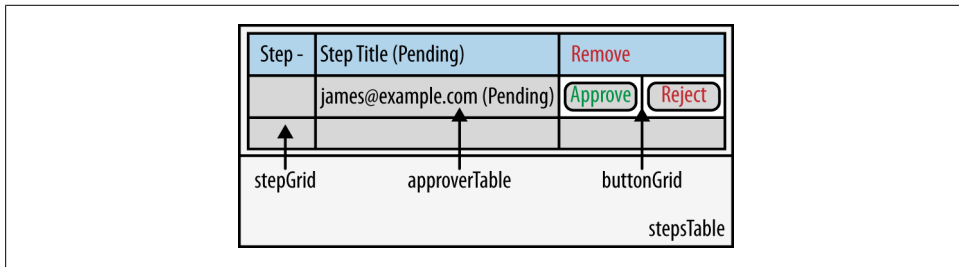 Step - Step Title (Pending) Remove
james@example.com (Pending) Approve Reject
stepGrid approverTable buttonGrid
stepsTable